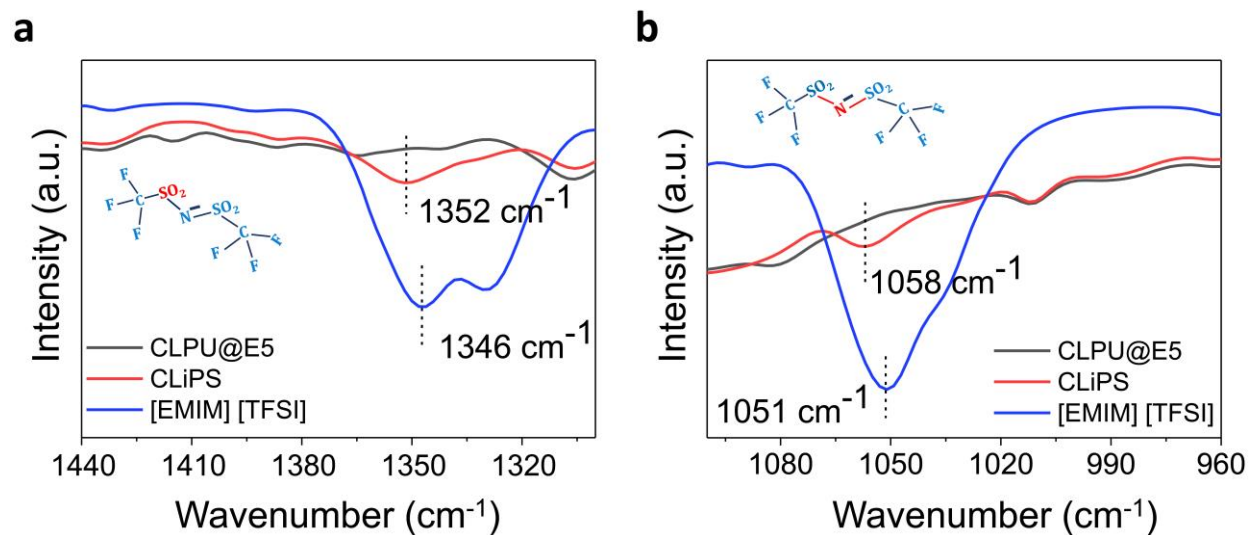 a
Intensity (a.u.)
F
F
F
C
SO2
N
–
SO2
C
F
F
F
1352 cm-1
1346 cm-1
CLPU@E5
CLiPS
[EMIM] [TFSI]
1440 1410 1380 1350 1320
Wavenumber (cm-1)
b
Intensity (a.u.)
F
F
F
C
SO2
N
–
SO2
C
F
F
F
1058 cm-1
1051 cm-1
CLPU@E5
CLiPS
[EMIM] [TFSI]
1080 1050 1020 990 960
Wavenumber (cm-1)